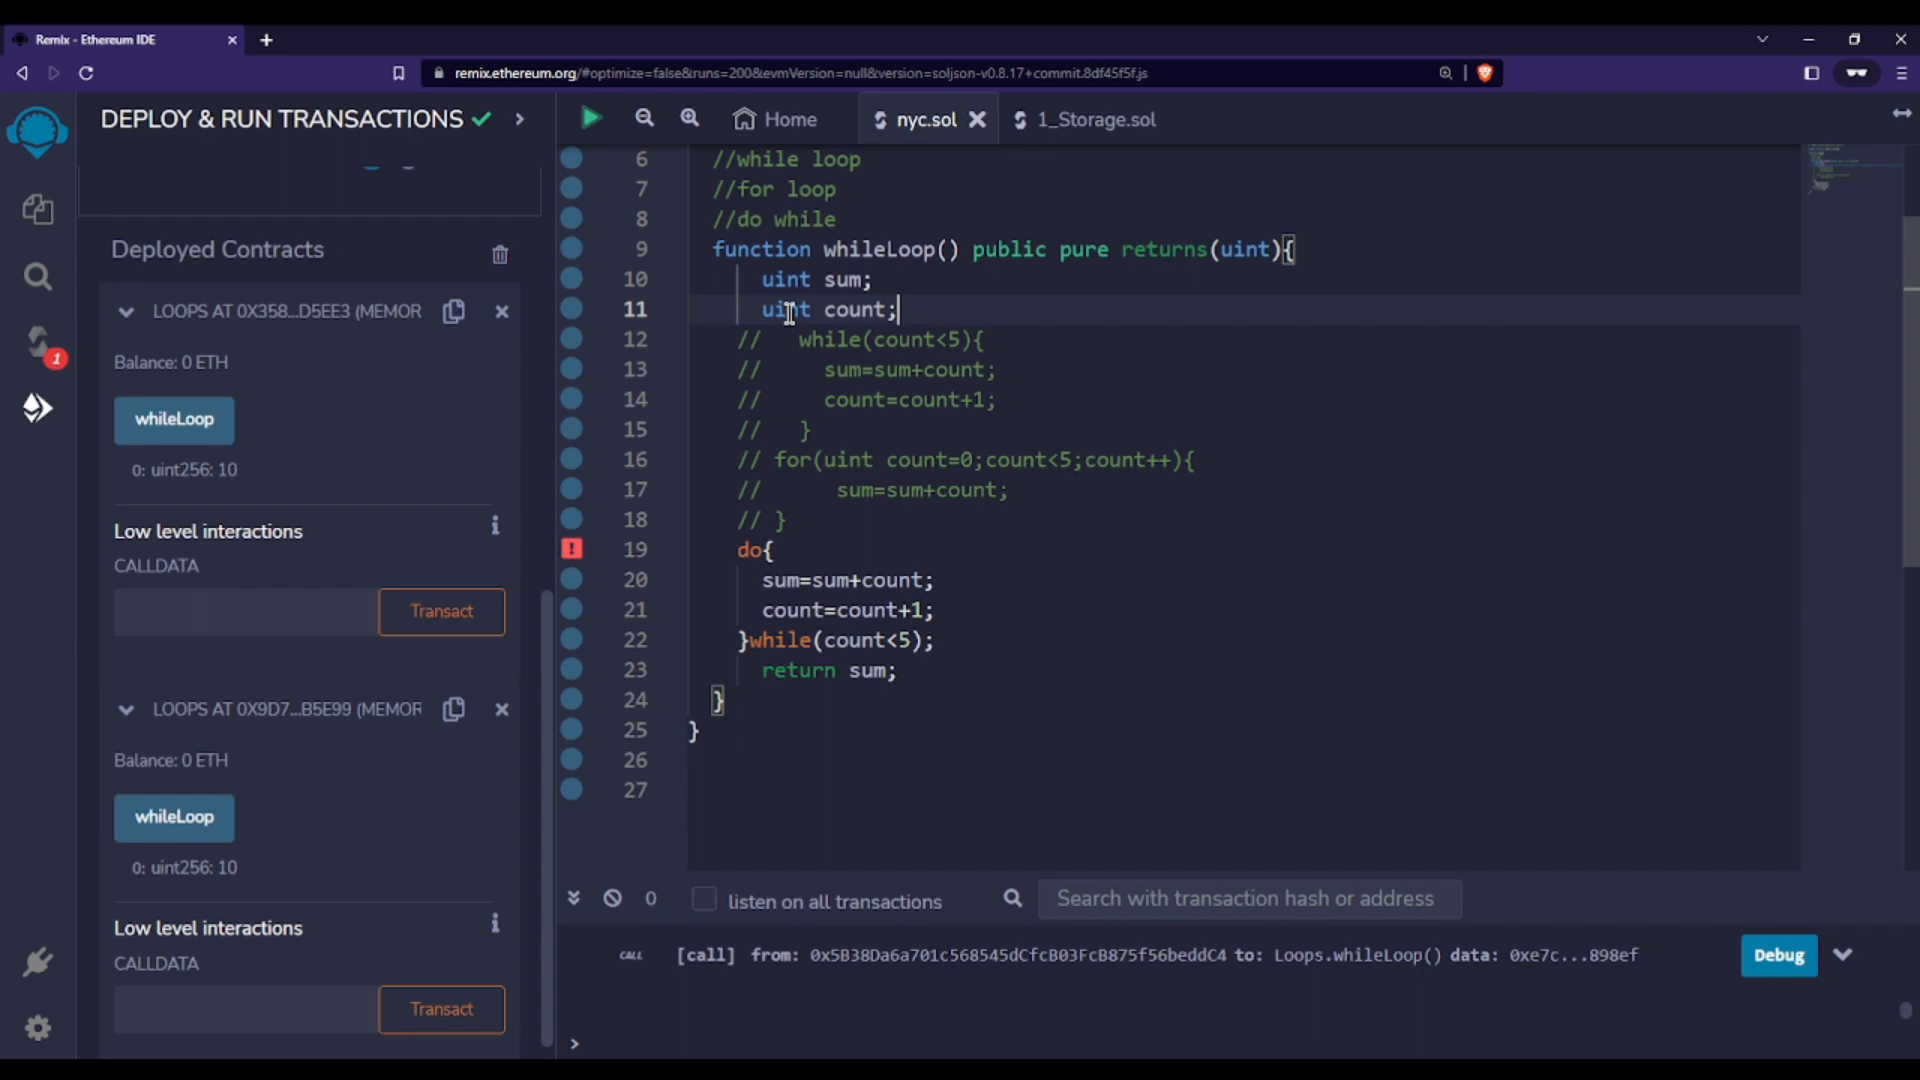 Remix - Ethereum IDE
remix.ethereum.org/#optimize=false&runs=200&evmVersion=null&version=soljson-v0.8.17+commit.8df45f5f.js
DEPLOY & RUN TRANSACTIONS
Home
nyc.sol
1_Storage.sol
Deployed Contracts
LOOPS AT 0X358...D5EE3 (MEMOR
Balance: 0 ETH
whileLoop
0: uint256: 10
Low level interactions
CALLDATA
Transact
LOOPS AT 0X9D7...B5E99 (MEMOR
Balance: 0 ETH
whileLoop
0: uint256: 10
Low level interactions
CALLDATA
Transact
1
6 //while loop
7 //for loop
8 //do while
9 function whileLoop() public pure returns(uint){
10 uint sum;
11 uint count;
12 // while(count<5){
13 // sum=sum+count;
14 // count=count+1;
15 // }
16 // for(uint count=0;count<5;count++){
17 // sum=sum+count;
18 // }
19 do{
20 sum=sum+count;
21 count=count+1;
22 }while(count<5);
23 return sum;
24 }
25 }
26
27
0 listen on all transactions Search with transaction hash or address
CALL [call] from: 0x5B38Da6a701c568545dCfcB03FcB875f56beddC4 to: Loops.whileLoop() data: 0xe7c...898ef Debug
>